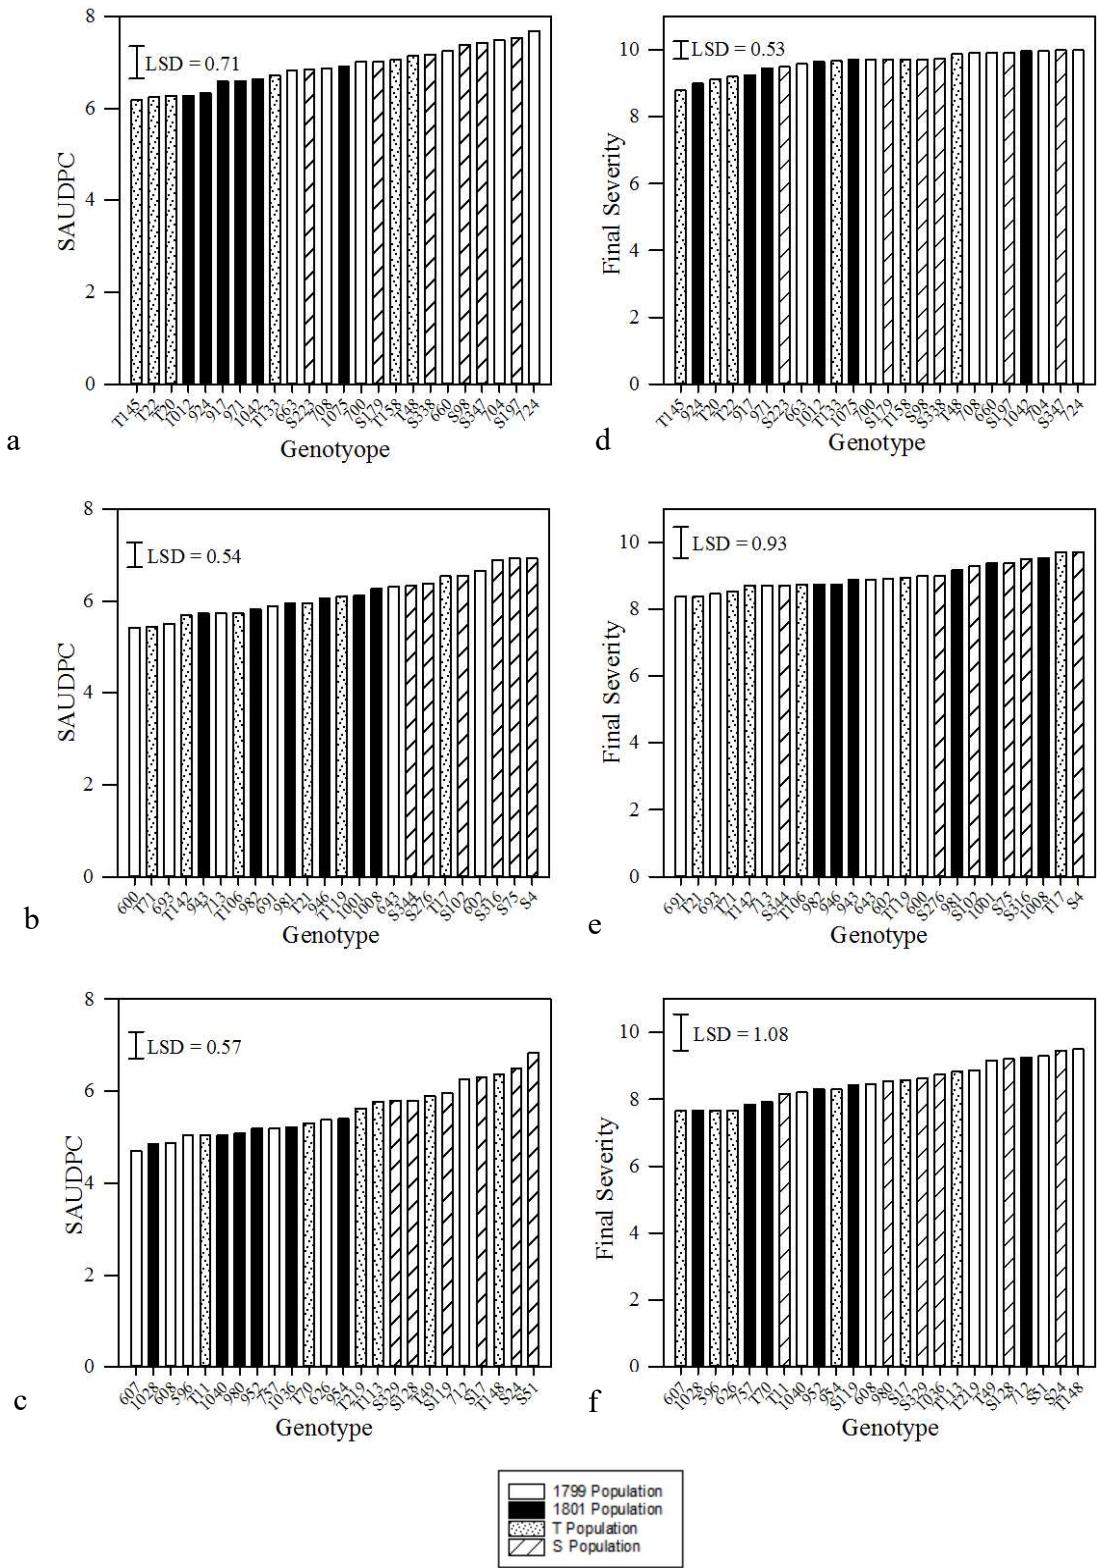 8
6
4
2
0
SAUDPC
LSD = 0.71
T145 T22 T20 1012 924 917 971 1042 T133 663 S223 708 1075 700 S179 T158 T48 S338 660 S98 S347 704 S197 724
Genotyope
a
10
8
6
4
2
0
Final Severity
LSD = 0.53
T145 924 T20 T22 917 971 S223 663 1012 T133 1075 700 S179 T158 S98 S338 T48 708 660 S197 1042 704 S347 724
Genotype
d
8
6
4
2
0
SAUDPC
LSD = 0.54
600 T71 693 T142 943 713 T106 982 691 981 T21 946 T119 1001 1008 643 S344 S276 T17 S102 602 S316 S75 S4
Genotype
b
10
8
6
4
2
0
Final Severity
LSD = 0.93
691 T21 693 T71 T142 713 S344 T106 982 946 943 643 602 T119 600 S276 981 S102 1001 S75 S316 1008 T17 S4
Genotype
e
8
6
4
2
0
SAUDPC
LSD = 0.57
607 1028 608 596 T11 1040 980 952 757 1036 T70 626 954 T219 T113 S329 S128 T49 S119 712 S17 T148 S24 S51
Genotype
c
10
8
6
4
2
0
Final Severity
LSD = 1.08
607 1028 596 626 757 T70 T11 1040 952 954 S119 608 980 S17 S329 1036 T113 T219 T49 S128 712 S51 S24 T148
Genotype
f
1799 Population
1801 Population
T Population
S Population